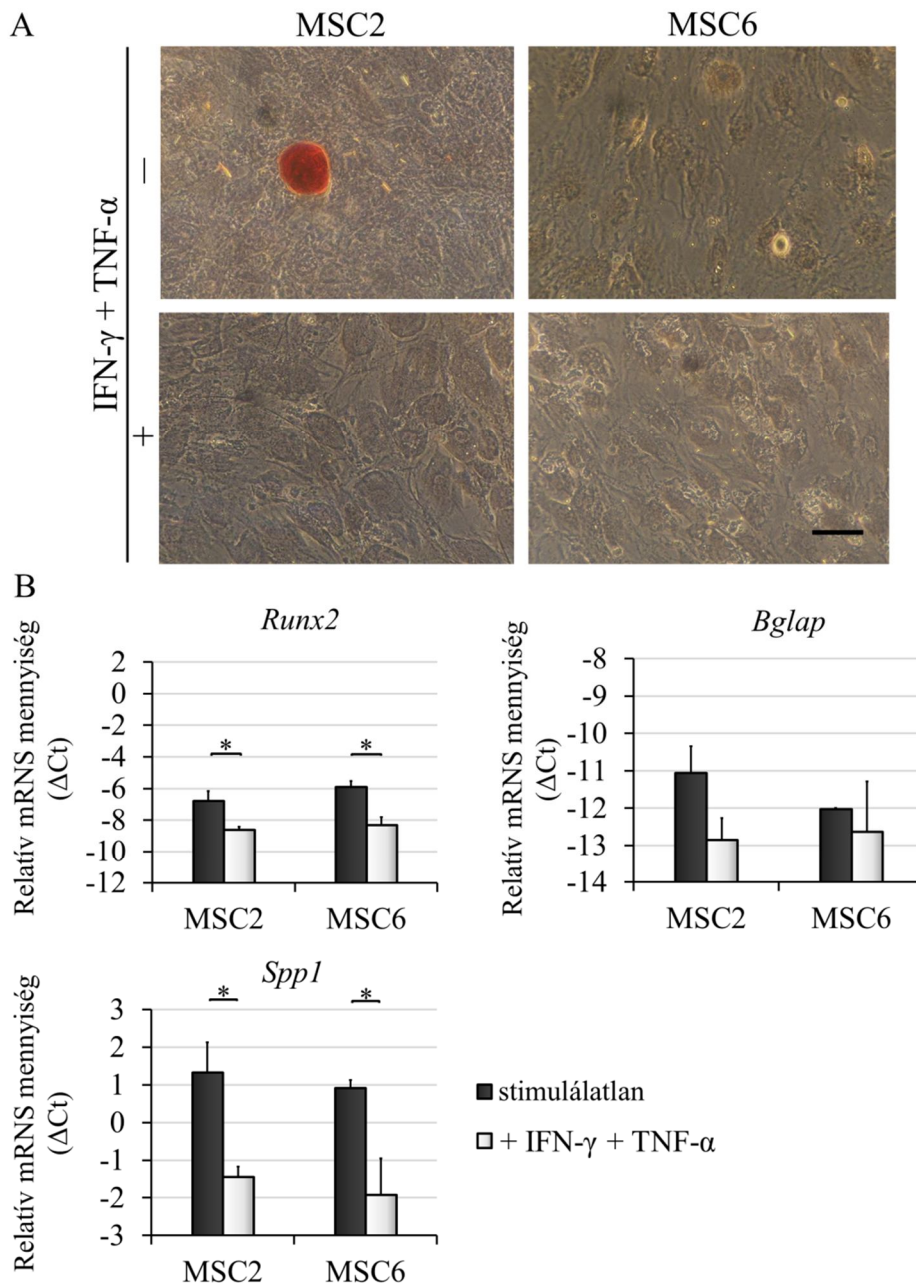 A
MSC2
MSC6
IFN-γ + TNF-α
−
+
B
Runx2
Relatív mRNS mennyiség
(ΔCt)
2
0
-2
-4
-6
-8
-10
-12
*
*
MSC2
MSC6
Bglap
Relatív mRNS mennyiség
(ΔCt)
-8
-9
-10
-11
-12
-13
-14
MSC2
MSC6
Spp1
Relatív mRNS mennyiség
(ΔCt)
3
2
1
0
-1
-2
-3
*
*
MSC2
MSC6
stimulálatlan
+ IFN-γ + TNF-α